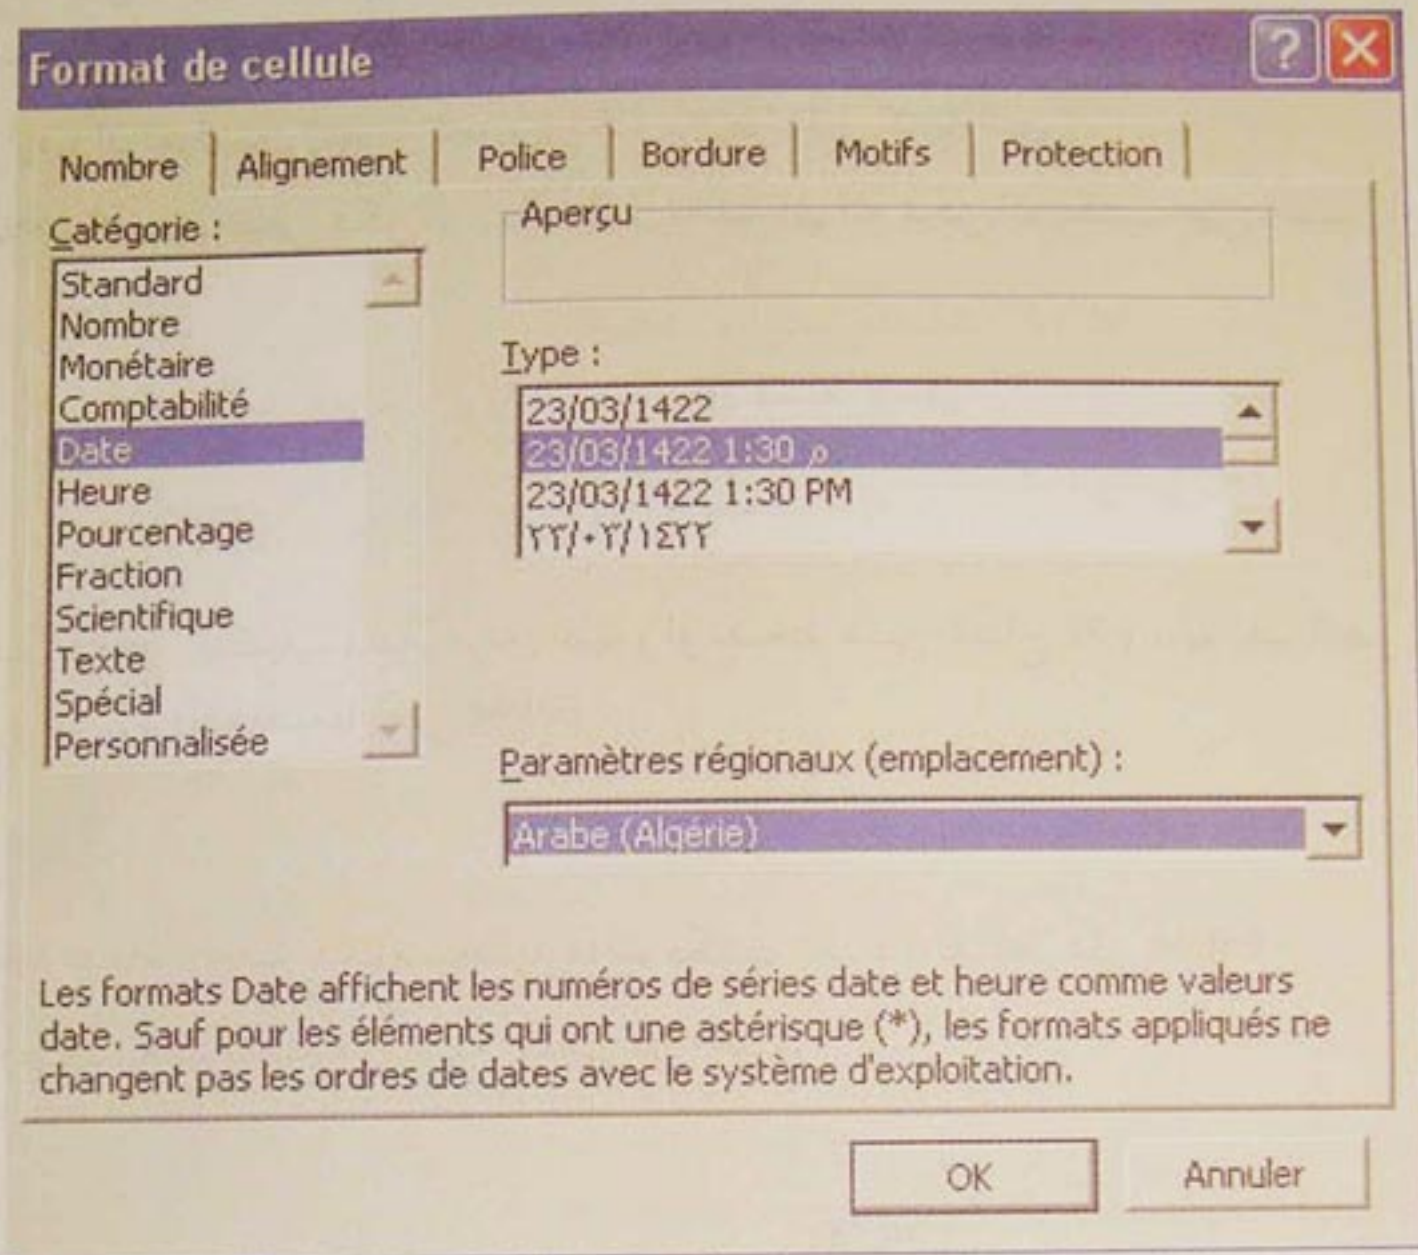 Format de cellule
Nombre
Alignement
Police
Bordure
Motifs
Protection
Catégorie :
Standard
Nombre
Monétaire
Comptabilité
Date
Heure
Pourcentage
Fraction
Scientifique
Texte
Spécial
Personnalisée
Aperçu
Type :
23/03/1422
23/03/1422 1:30 م
23/03/1422 1:30 PM
٢٣/٠٣/١٤٢٢
Paramètres régionaux (emplacement) :
Arabe (Algérie)
Les formats Date affichent les numéros de séries date et heure comme valeurs
date. Sauf pour les éléments qui ont une astérisque (*), les formats appliqués ne
changent pas les ordres de dates avec le système d'exploitation.
OK
Annuler